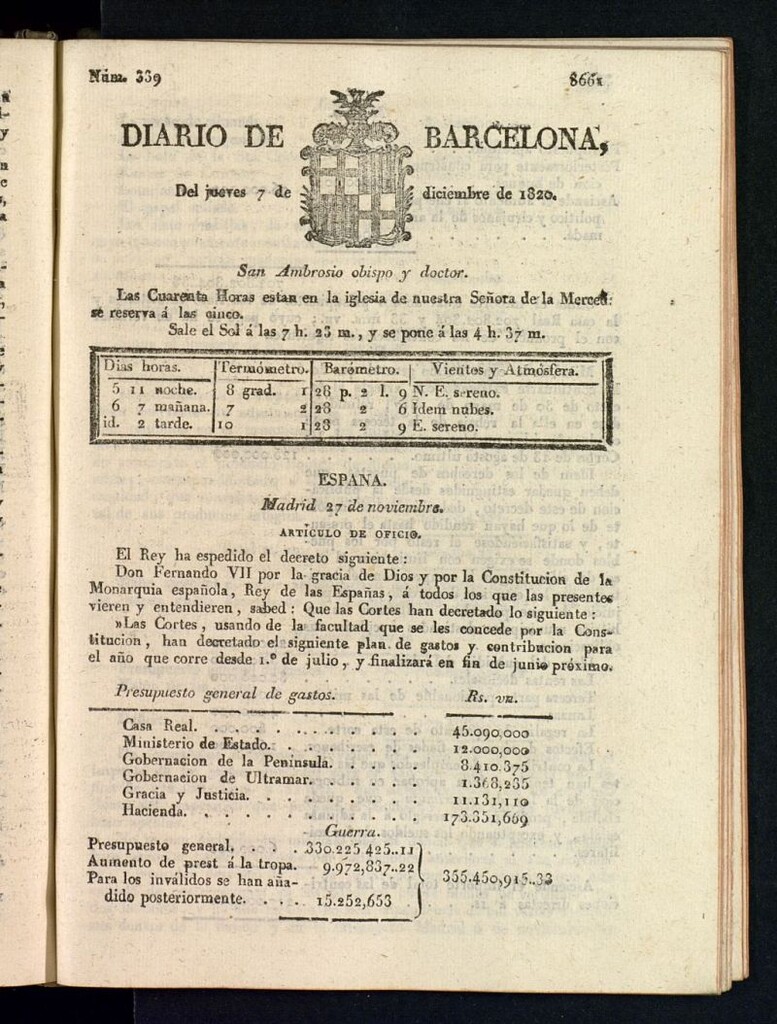 Núm. 339
866
DIARIO DE BARCELONA,
Del jueves 7 de diciembre de 1820.
San Ambrosio obispo y doctor.
Las Cuarenta Horas estan en la iglesia de nuestra Señora de la Merced:
se reserva á las cinco.
Sale el Sol á las 7 h. 23 m., y se pone á las 4 h. 37 m.
Dias horas. Termómetro. Barómetro. Vientos y Atmósfera.
5 11 noche. 8 grad. 1 28 p. 2 l. 9 N. E. sereno.
6 7 mañana. 7 2 28 2 6 Idem nubes.
id. 2 tarde. 10 1 28 2 9 E. sereno.
ESPAÑA.
Madrid 27 de noviembre.
ARTÍCULO DE OFICIO.
El Rey ha espedido el decreto siguiente:
Don Fernando VII por la gracia de Dios y por la Constitucion de la
Monarquia española, Rey de las Españas, á todos los que las presentes
vieren y entendieren, sabed: Que las Cortes han decretado lo siguiente:
»Las Cortes, usando de la facultad que se les concede por la Cons-
titucion, han decretado el siguiente plan de gastos y contribucion para
el año que corre desde 1.º de julio, y finalizará en fin de junio próximo.
Presupuesto general de gastos. Rs. vn.
Casa Real. . . . . . . . . . . 45.090,000
Ministerio de Estado. . . . . . . . 12.000,000
Gobernacion de la Península. . . . . 8.410.375
Gobernacion de Ultramar. . . . . . 1.368,235
Gracia y Justicia. . . . . . . . . 11.131,110
Hacienda. . . . . . . . . . . 173.351,669
Guerra.
Presupuesto general. . . . 330.225 425..11
Aumento de prest á la tropa. 9.972,837..22
Para los inválidos se han aña- 355.450,915..33
dido posteriormente. . . . . 15.252,653